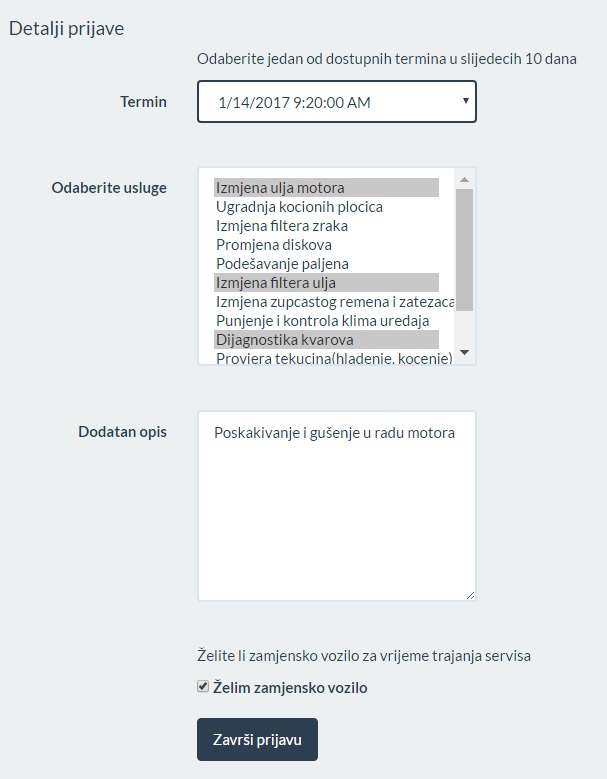 Detalji prijave
Odaberite jedan od dostupnih termina u slijedecih 10 dana
Termin
1/14/2017 9:20:00 AM
Odaberite usluge
Izmjena ulja motora
Ugradnja kocionih plocica
Izmjena filtera zraka
Promjena diskova
Podešavanje paljena
Izmjena filtera ulja
Izmjena zupcastog remena i zatezaca
Punjenje i kontrola klima uredaja
Dijagnostika kvarova
Provjera tekucina(hladenje, kocenje)
Dodatan opis
Poskakivanje i gušenje u radu motora
Želite li zamjensko vozilo za vrijeme trajanja servisa
Želim zamjensko vozilo
Završi prijavu